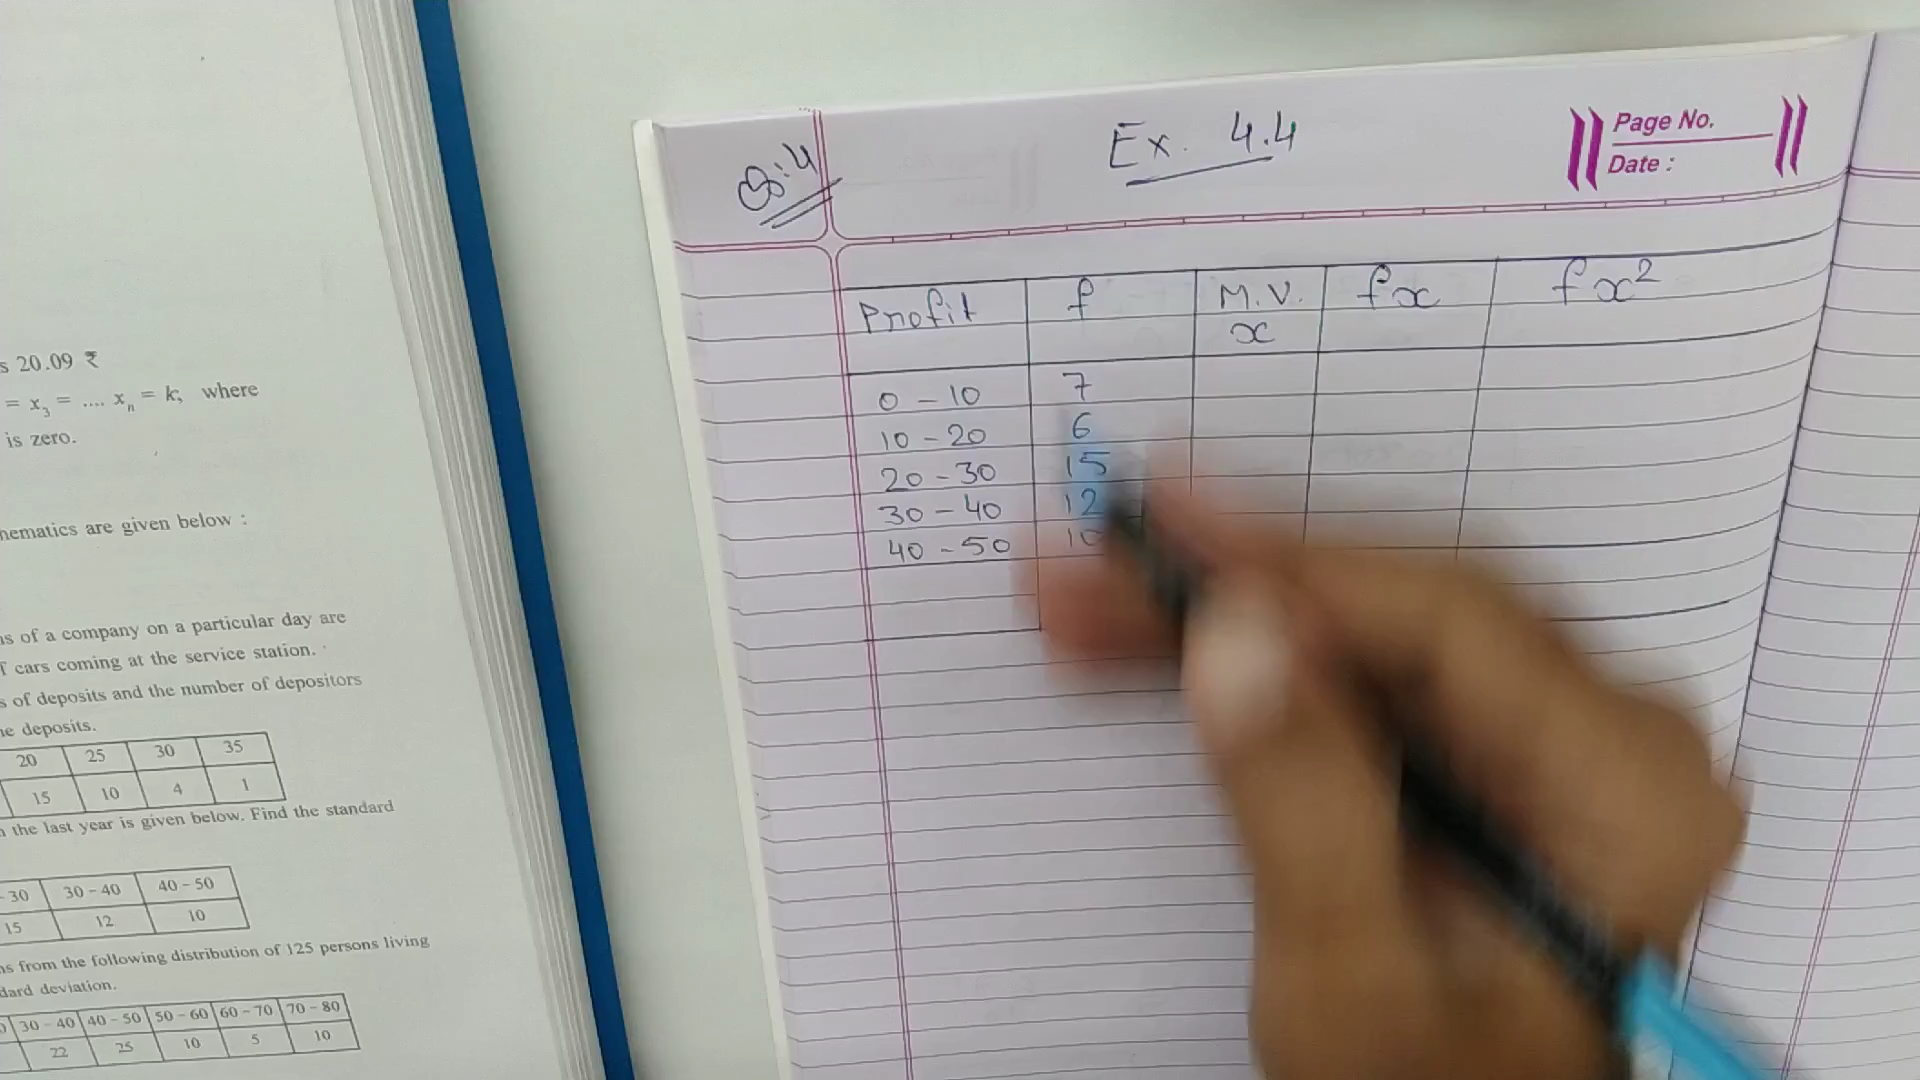 s 20.09 ₹
= x3 = .... xn = k, where
is zero.
hematics are given below :
ns of a company on a particular day are
f cars coming at the service station.
s of deposits and the number of depositors
he deposits.
20 25 30 35
15 10 4 1
the last year is given below. Find the standard
- 30 30 – 40 40 – 50
15 12 10
ns from the following distribution of 125 persons living
dard deviation.
30 – 40 40 – 50 50 – 60 60 – 70 70 – 80
22 25 10 5 10
Q:4
Ex. 4.4
Page No.
Date :
Profit f M.V. fx fx²
x
0 – 10 7
10 – 20 6
20 – 30 15
30 – 40 12
40 – 50 10